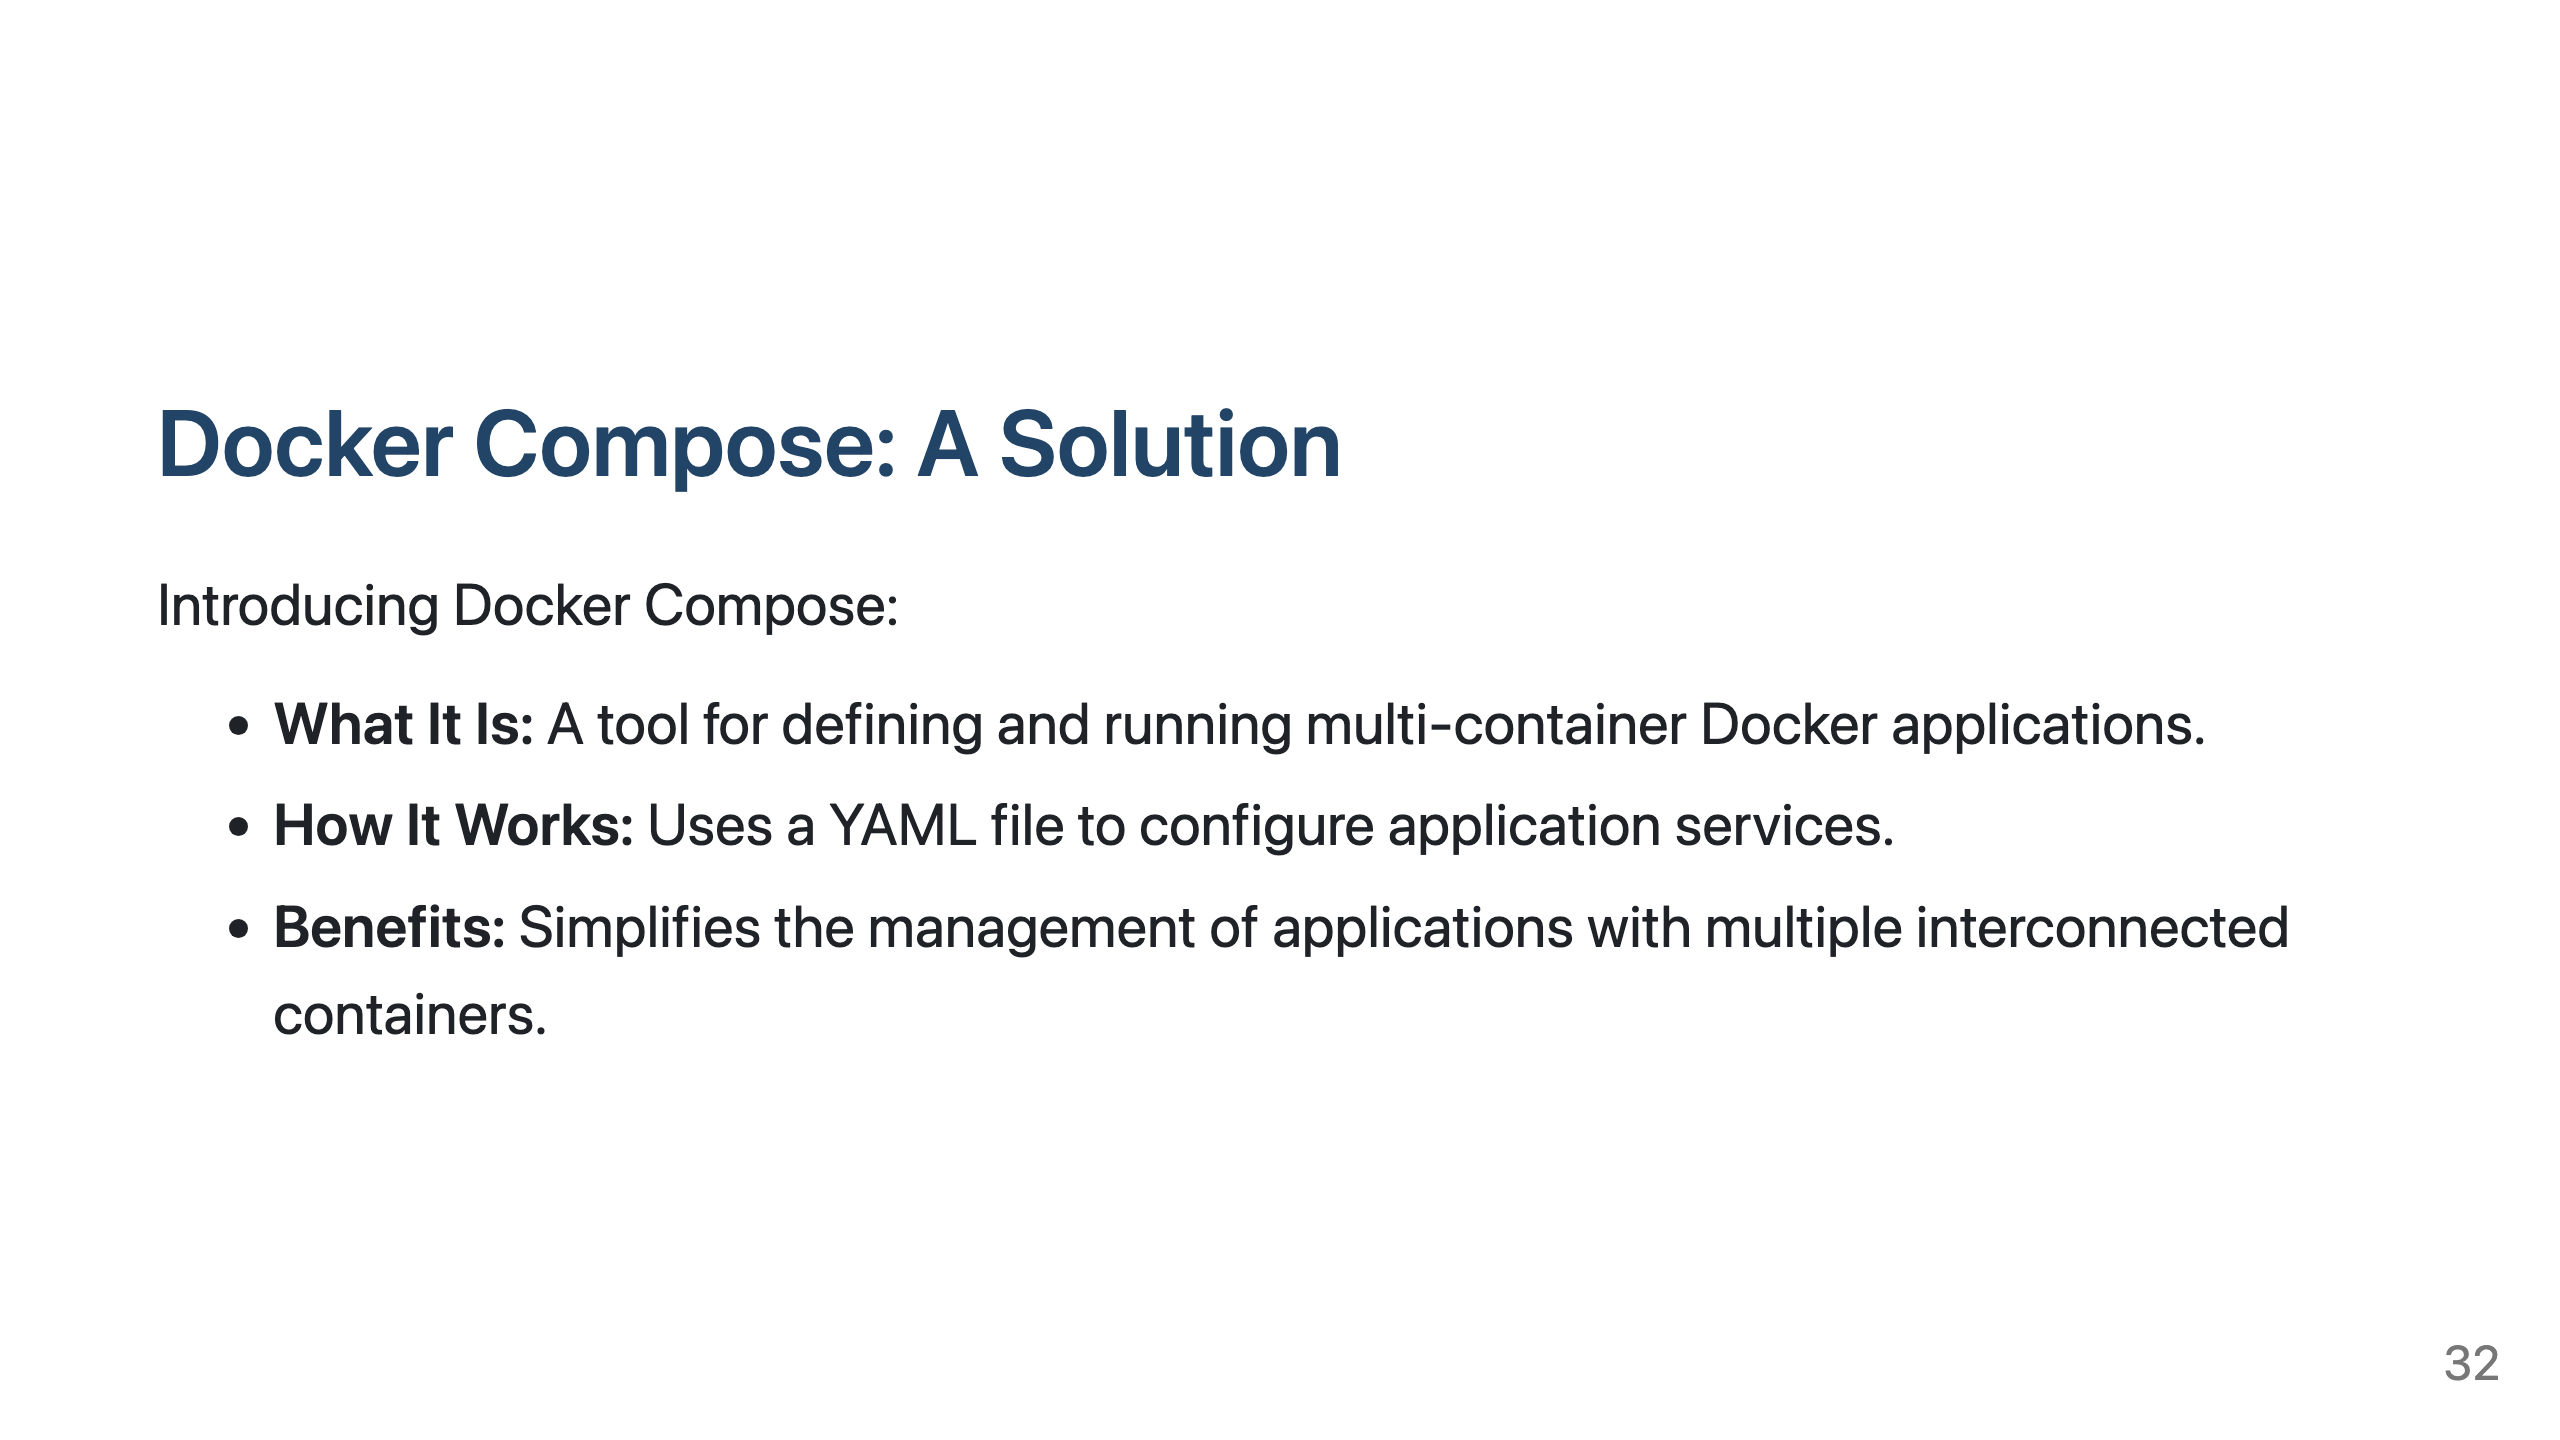 Docker Compose: A Solution
Introducing Docker Compose:
• What It Is: A tool for defining and running multi-container Docker applications.
• How It Works: Uses a YAML file to configure application services.
• Benefits: Simplifies the management of applications with multiple interconnected
containers.
32